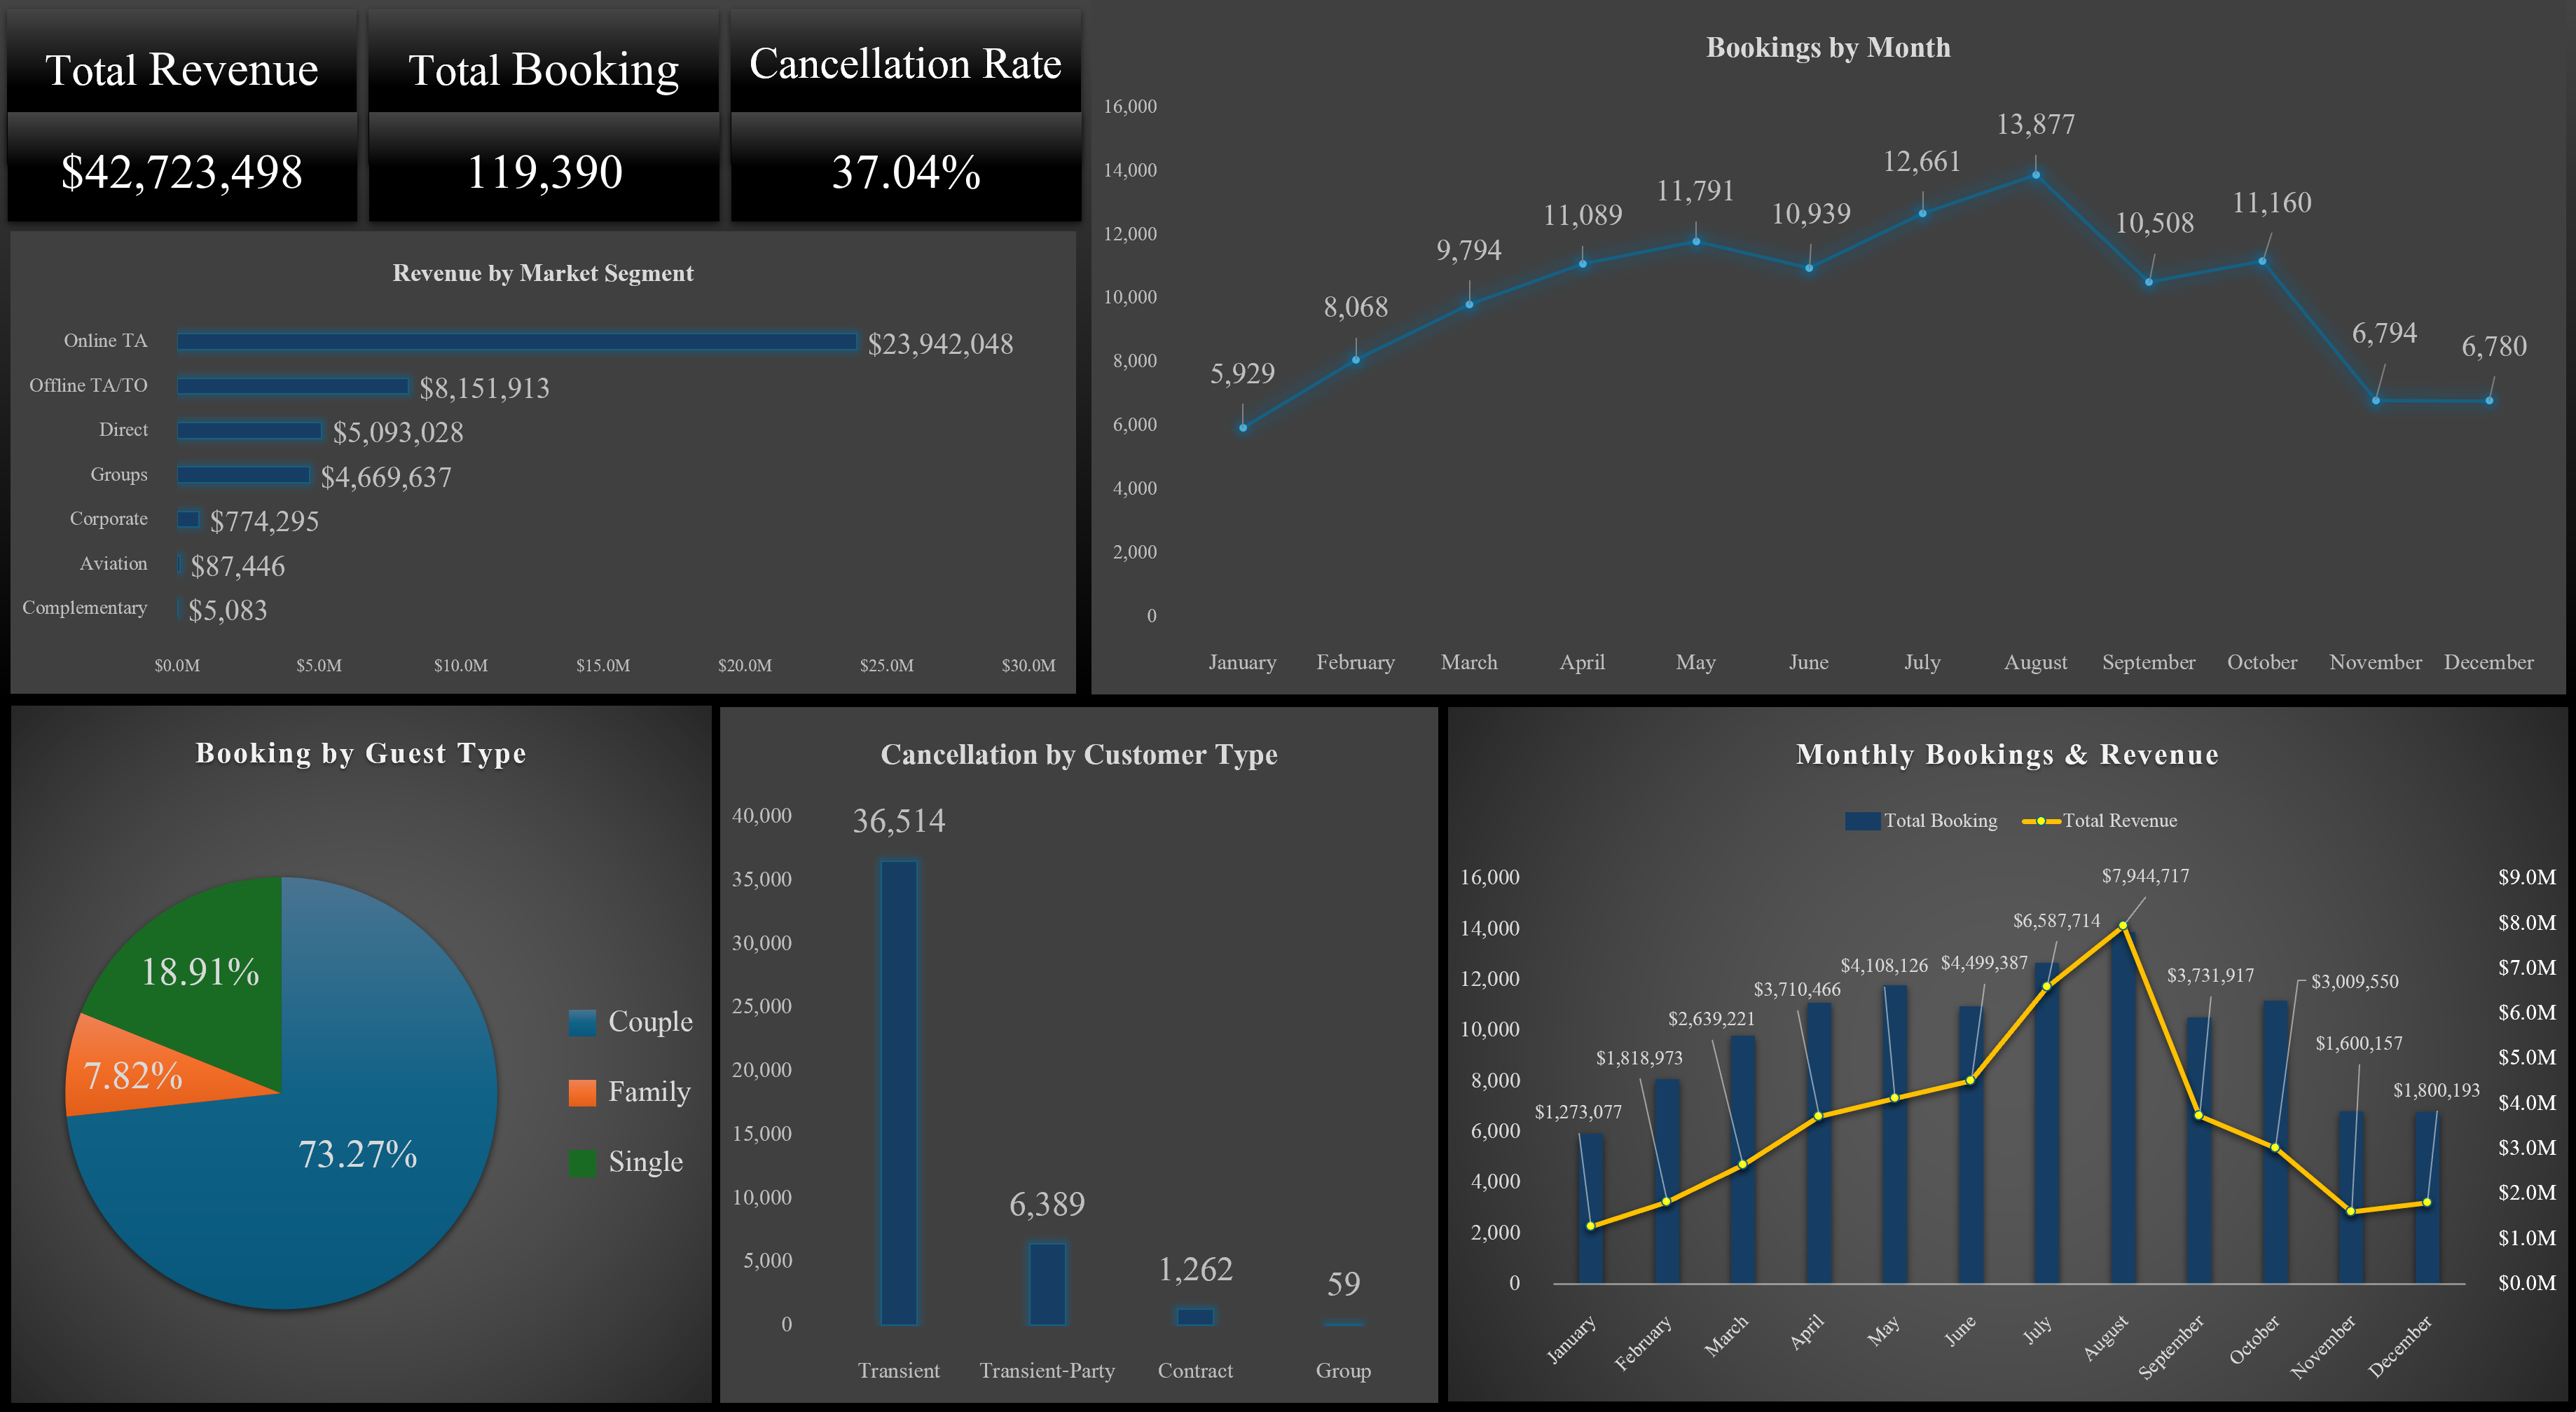 Total Revenue
$42,723,498
Total Booking
119,390
Cancellation Rate
37.04%
Revenue by Market Segment
Online TA $23,942,048
Offline TA/TO $8,151,913
Direct $5,093,028
Groups $4,669,637
Corporate $774,295
Aviation $87,446
Complementary $5,083
$0.0M $5.0M $10.0M $15.0M $20.0M $25.0M $30.0M
Bookings by Month
16,000
14,000
12,000
10,000
8,000
6,000
4,000
2,000
0
5,929 8,068 9,794 11,089 11,791 10,939 12,661 13,877 10,508 11,160 6,794 6,780
January February March April May June July August September October November December
Booking by Guest Type
18.91%
7.82%
73.27%
Couple
Family
Single
Cancellation by Customer Type
40,000
35,000
30,000
25,000
20,000
15,000
10,000
5,000
0
36,514 6,389 1,262 59
Transient Transient-Party Contract Group
Monthly Bookings & Revenue
Total Booking Total Revenue
16,000
14,000
12,000
10,000
8,000
6,000
4,000
2,000
0
$1,273,077 $1,818,973 $2,639,221 $3,710,466 $4,108,126 $4,499,387 $6,587,714 $7,944,717 $3,731,917 $3,009,550 $1,600,157 $1,800,193
$9.0M
$8.0M
$7.0M
$6.0M
$5.0M
$4.0M
$3.0M
$2.0M
$1.0M
$0.0M
January February March April May June July August September October November December